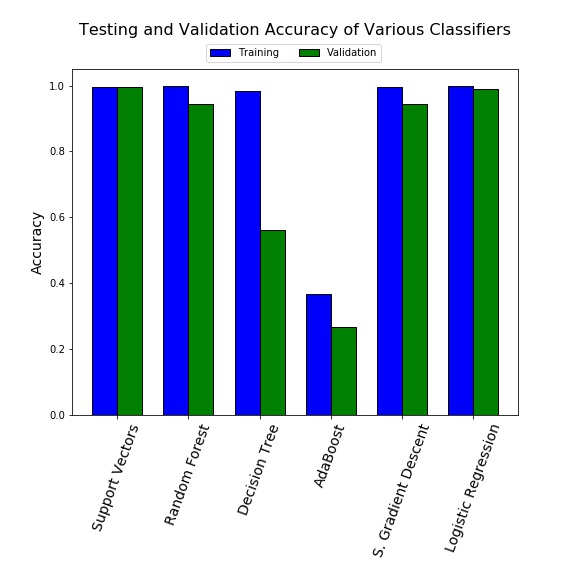 Testing and Validation Accuracy of Various Classifiers
Training
Validation
Accuracy
1.0
0.8
0.6
0.4
0.2
0.0
Support Vectors
Random Forest
Decision Tree
AdaBoost
S. Gradient Descent
Logistic Regression